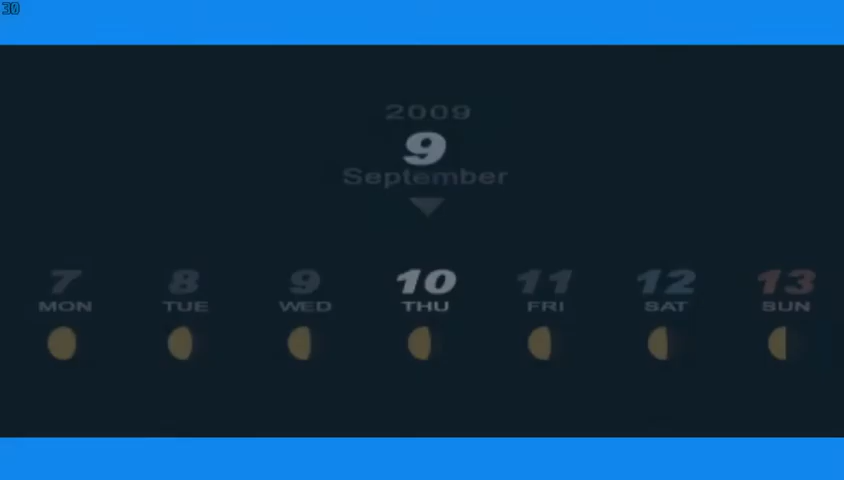 30
2009
9
September
7 8 9 10 11 12 13
MON TUE WED THU FRI SAT SUN